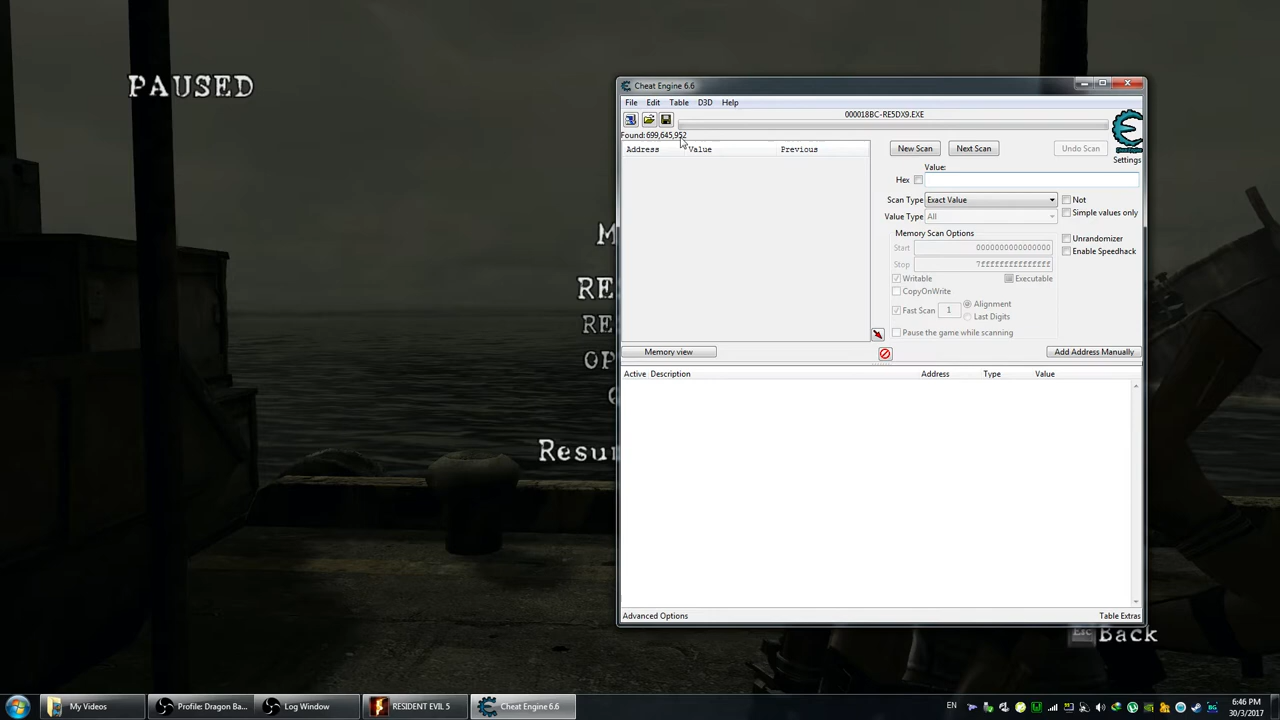 PAUSED
M
RE
RE
OP
Q
Resu
Back
Esc
Cheat Engine 6.6
File Edit Table D3D Help
000018BC-RE5DX9.EXE
Found: 699,645,952
Address Value Previous
New Scan Next Scan Undo Scan
Settings
Value:
Hex
Scan Type Exact Value Not
Simple values only
Value Type All
Memory Scan Options
Unrandomizer
Start 0000000000000000
Enable Speedhack
Stop 7fffffffffffffff
Writable Executable
CopyOnWrite
Fast Scan 1 Alignment
Last Digits
Pause the game while scanning
Memory view Add Address Manually
Active Description Address Type Value
Advanced Options Table Extras
My Videos Profile: Dragon Ba... Log Window RESIDENT EVIL 5 Cheat Engine 6.6
EN
6:46 PM
30/3/2017